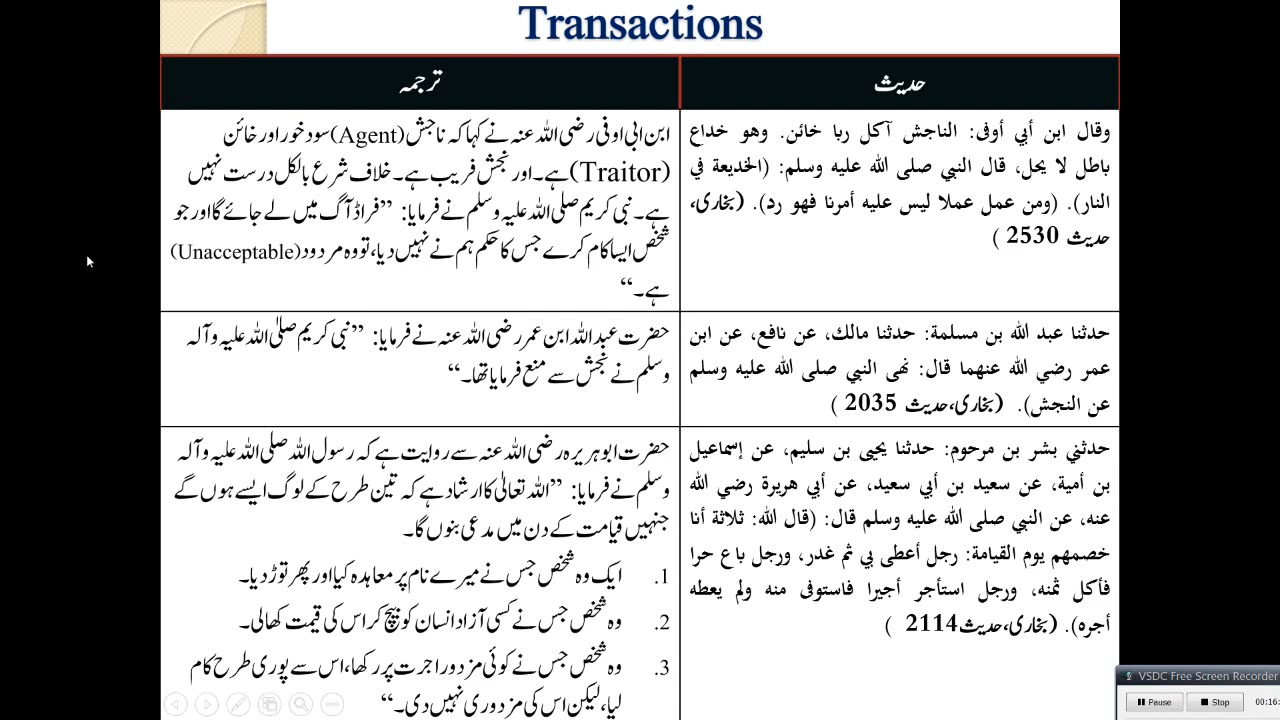 Transactions
حدیث
ترجمہ
وقال ابن أبي أوفى: الناجش آكل ربا خائن. وهو خداع
باطل لا يحل، قال النبي صلى الله عليه وسلم: (الخديعة في
النار). (ومن عمل عملا ليس عليه أمرنا فهو رد). (بخاری،
حدیث 2530 )
ابن ابی اوفی رضی اللہ عنہ نے کہا کہ ناجش (Agent) سود خور اور خائن
(Traitor) ہے۔ اور نجش فریب ہے۔ خلاف شرع بالکل درست نہیں
ہے۔ نبی کریم صلی اللہ علیہ وسلم نے فرمایا: ”فراڈ آگ میں لے جائے گا اور جو
شخص ایسا کام کرے جس کا حکم ہم نے نہیں دیا، تو وہ مردود (Unacceptable)
ہے۔“
حدثنا عبد الله بن مسلمة: حدثنا مالك، عن نافع، عن ابن
عمر رضي الله عنهما قال: نهى النبي صلى الله عليه وسلم
عن النجش). (بخاری، حدیث 2035 )
حضرت عبد اللہ ابن عمر رضی اللہ عنہ نے فرمایا: ”نبی کریم صلیٰ اللہ علیہ وآلہ
وسلم نے نجش سے منع فرمایا تھا۔“
حدثني بشر بن مرحوم: حدثنا يحيى بن سليم، عن إسماعيل
بن أمية، عن سعيد بن أبي سعيد، عن أبي هريرة رضي الله
عنه، عن النبي صلى الله عليه وسلم قال: (قال الله: ثلاثة أنا
خصمهم يوم القيامة: رجل أعطى بي ثم غدر، ورجل باع حرا
فأكل ثمنه، ورجل استأجر أجيرا فاستوفى منه ولم يعطه
أجره). (بخاری، حدیث 2114 )
حضرت ابو ہریرہ رضی اللہ عنہ سے روایت ہے کہ رسول اللہ صلی اللہ علیہ وآلہ
وسلم نے فرمایا: ”اللہ تعالیٰ کا ارشاد ہے کہ تین طرح کے لوگ ایسے ہوں گے
جنہیں قیامت کے دن میں مدعی بنوں گا۔
1. ایک وہ شخص جس نے میرے نام پر معاہدہ کیا اور پھر توڑ دیا۔
2. وہ شخص جس نے کسی آزاد انسان کو بیچ کر اس کی قیمت کھالی۔
3. وہ شخص جس نے کوئی مزدور اجرت پر رکھا، اس سے پوری طرح کام
لیا، لیکن اس کی مزدوری نہیں دی۔“
VSDC Free Screen Recorder
Pause
Stop
00:16: